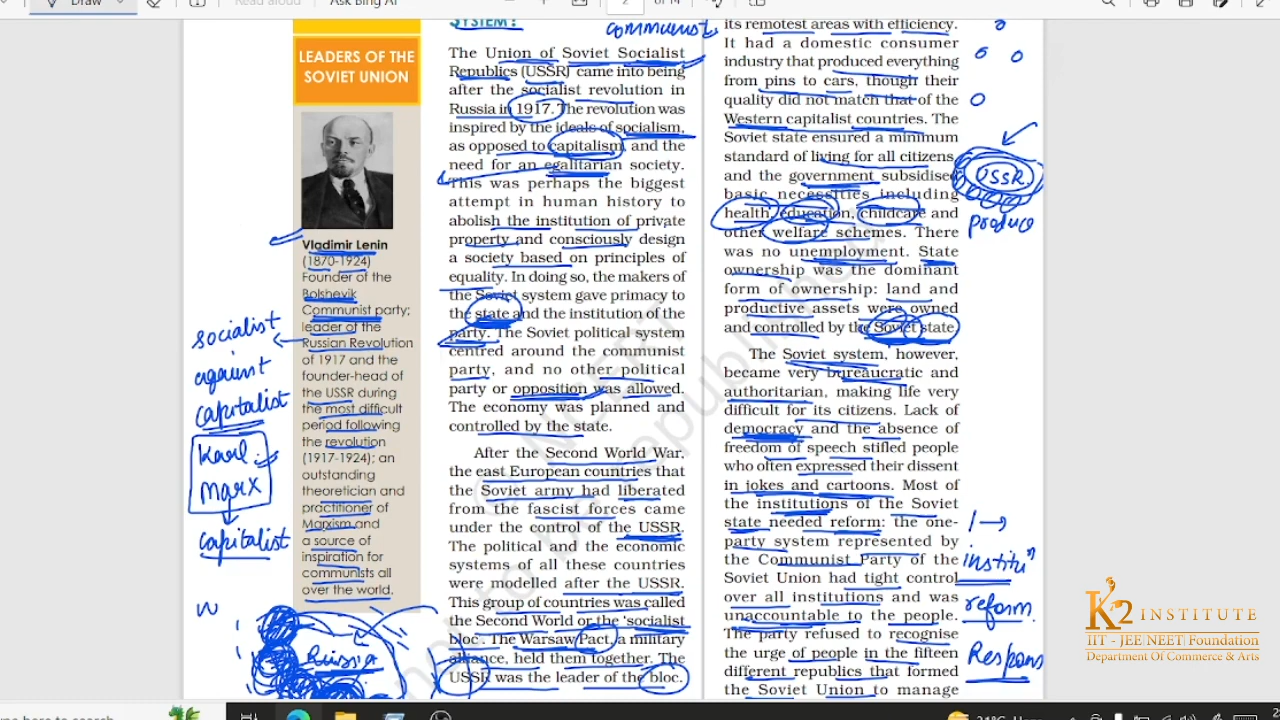 Draw
Read aloud
Ask Bing AI
2
of 14
SYSTEM?
communist
LEADERS OF THE
SOVIET UNION
Vladimir Lenin
(1870-1924)
Founder of the
Bolshevik
Communist party;
leader of the
Russian Revolution
of 1917 and the
founder-head of
the USSR during
the most difficult
period following
the revolution
(1917-1924); an
outstanding
theoretician and
practitioner of
Marxism and
a source of
inspiration for
communists all
over the world.
socialist
against
capitalist
Karl
Marx
capitalist
W
Russia
The Union of Soviet Socialist
Republics (USSR) came into being
after the socialist revolution in
Russia in 1917. The revolution was
inspired by the ideals of socialism,
as opposed to capitalism, and the
need for an egalitarian society.
This was perhaps the biggest
attempt in human history to
abolish the institution of private
property and consciously design
a society based on principles of
equality. In doing so, the makers of
the Soviet system gave primacy to
the state and the institution of the
party. The Soviet political system
centred around the communist
party, and no other political
party or opposition was allowed.
The economy was planned and
controlled by the state.
After the Second World War,
the east European countries that
the Soviet army had liberated
from the fascist forces came
under the control of the USSR.
The political and the economic
systems of all these countries
were modelled after the USSR.
This group of countries was called
the Second World or the 'socialist
bloc'. The Warsaw Pact, a military
alliance, held them together. The
USSR was the leader of the bloc.
its remotest areas with efficiency.
It had a domestic consumer
industry that produced everything
from pins to cars, though their
quality did not match that of the
Western capitalist countries. The
Soviet state ensured a minimum
standard of living for all citizens,
and the government subsidised
basic necessities including
health, education, childcare and
other welfare schemes. There
was no unemployment. State
ownership was the dominant
form of ownership: land and
productive assets were owned
and controlled by the Soviet state.
The Soviet system, however,
became very bureaucratic and
authoritarian, making life very
difficult for its citizens. Lack of
democracy and the absence of
freedom of speech stifled people
who often expressed their dissent
in jokes and cartoons. Most of
the institutions of the Soviet
state needed reform: the one-
party system represented by
the Communist Party of the
Soviet Union had tight control
over all institutions and was
unaccountable to the people.
The party refused to recognise
the urge of people in the fifteen
different republics that formed
the Soviet Union to manage
USSR
produce
institun
reform.
Respons
K2 INSTITUTE
IIT - JEE|NEET| Foundation
Department Of Commerce & Arts